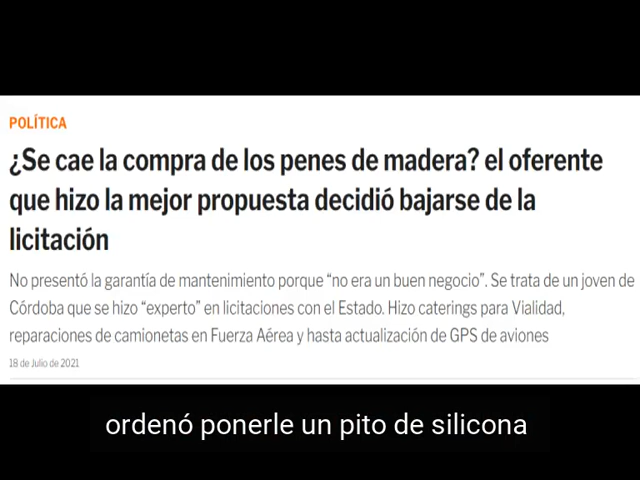 POLÍTICA
¿Se cae la compra de los penes de madera? el oferente
que hizo la mejor propuesta decidió bajarse de la
licitación
No presentó la garantía de mantenimiento porque “no era un buen negocio”. Se trata de un joven de
Córdoba que se hizo “experto” en licitaciones con el Estado. Hizo caterings para Vialidad,
reparaciones de camionetas en Fuerza Aérea y hasta actualización de GPS de aviones
18 de Julio de 2021
ordenó ponerle un pito de silicona